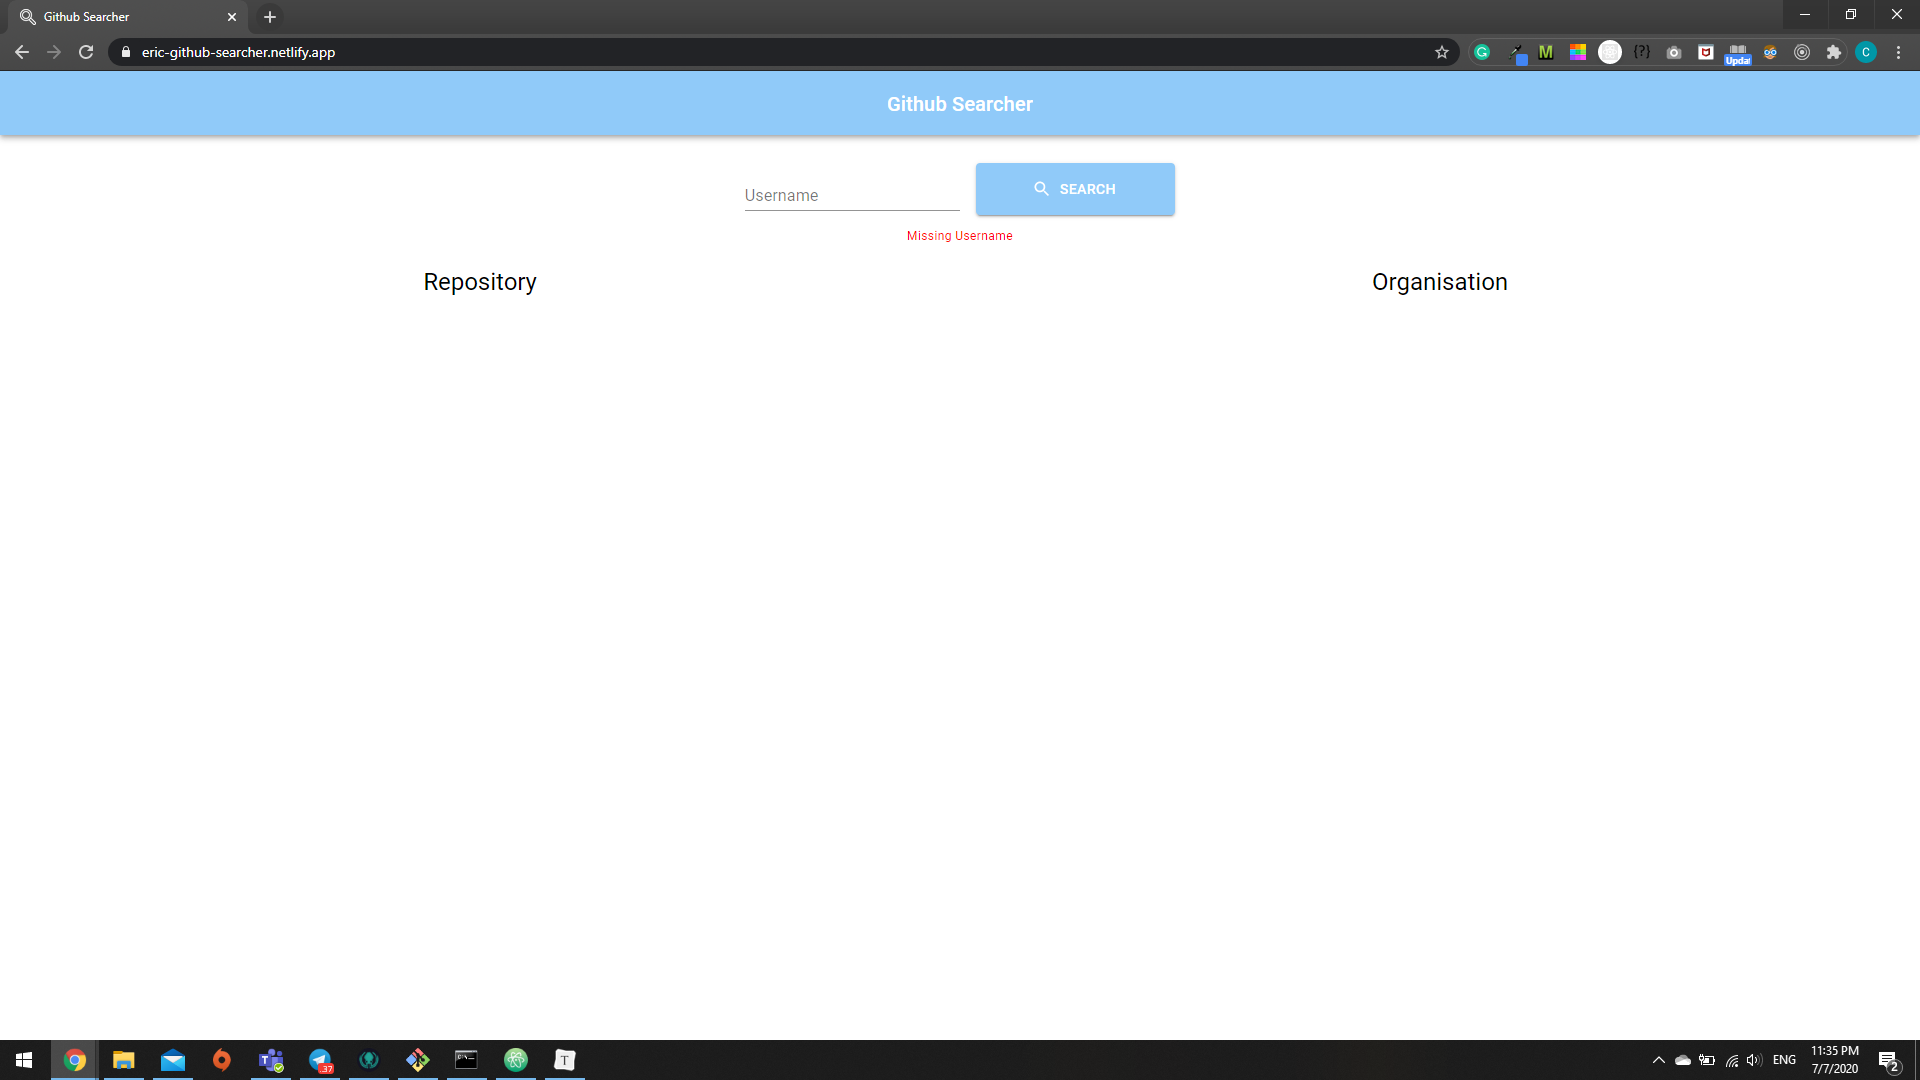 Github Searcher
eric-github-searcher.netlify.app
M
{?}
Updat
C
Github Searcher
Username
SEARCH
Missing Username
Repository
Organisation
T
37
T
ENG
11:35 PM
7/7/2020
2